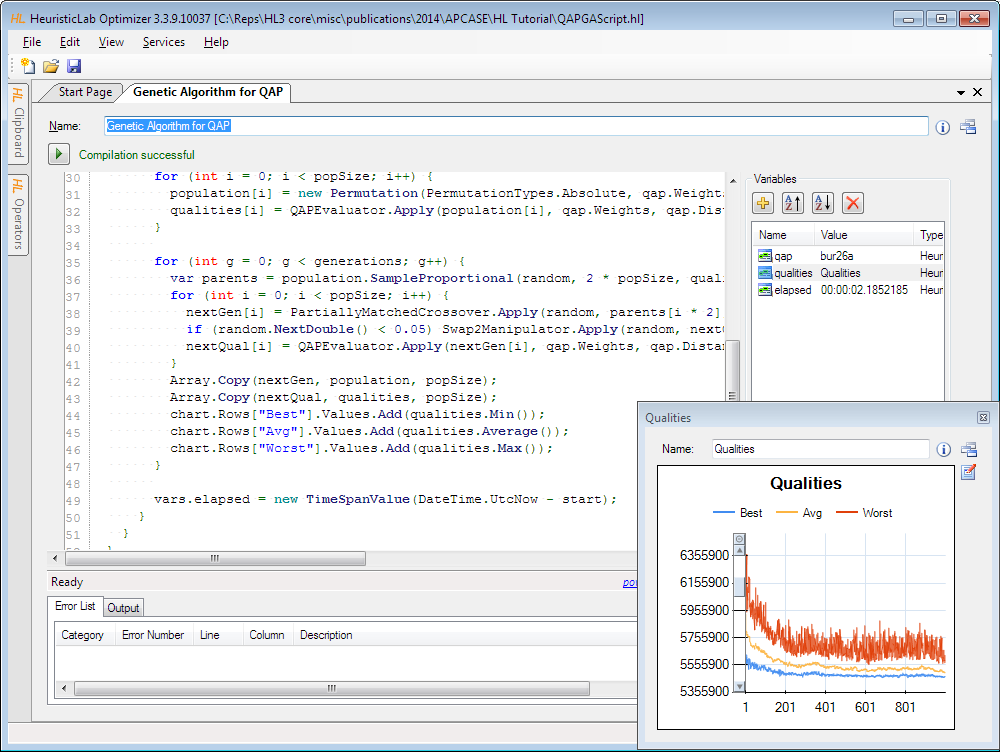 HL HeuristicLab Optimizer 3.3.9.10037 [C:\Reps\HL3 core\misc\publications\2014\APCASE\HL Tutorial\QAPGAScript.hl]
File Edit View Services Help
Start Page Genetic Algorithm for QAP
HL Clipboard
HL Operators
Name: Genetic Algorithm for QAP
Compilation successful
30 for (int i = 0; i < popSize; i++) {
31 population[i] = new Permutation(PermutationTypes.Absolute, qap.Weight
32 qualities[i] = QAPEvaluator.Apply(population[i], qap.Weights, qap.Dist
33 }
34
35 for (int g = 0; g < generations; g++) {
36 var parents = population.SampleProportional(random, 2 * popSize, quali
37 for (int i = 0; i < popSize; i++) {
38 nextGen[i] = PartiallyMatchedCrossover.Apply(random, parents[i * 2]
39 if (random.NextDouble() < 0.05) Swap2Manipulator.Apply(random, next
40 nextQual[i] = QAPEvaluator.Apply(nextGen[i], qap.Weights, qap.Distan
41 }
42 Array.Copy(nextGen, population, popSize);
43 Array.Copy(nextQual, qualities, popSize);
44 chart.Rows["Best"].Values.Add(qualities.Min());
45 chart.Rows["Avg"].Values.Add(qualities.Average());
46 chart.Rows["Worst"].Values.Add(qualities.Max());
47 }
48
49 vars.elapsed = new TimeSpanValue(DateTime.UtcNow - start);
50 }
51 }
Variables
Name Value Type
qap bur26a Heur
qualities Qualities Heur
elapsed 00:00:02.1852185 Heur
Ready
pov
Error List Output
Category Error Number Line Column Description
Qualities
Name: Qualities
Qualities
Best Avg Worst
6355900
6155900
5955900
5755900
5555900
5355900
1 201 401 601 801